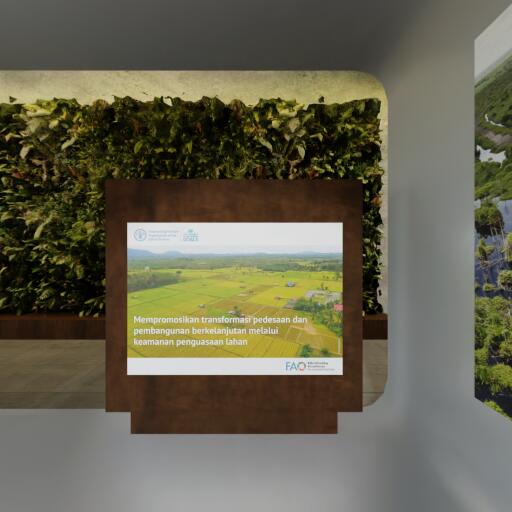 Mempromosikan transformasi pedesaan dan
pembangunan berkelanjutan melalui
keamanan penguasaan lahan
FAO